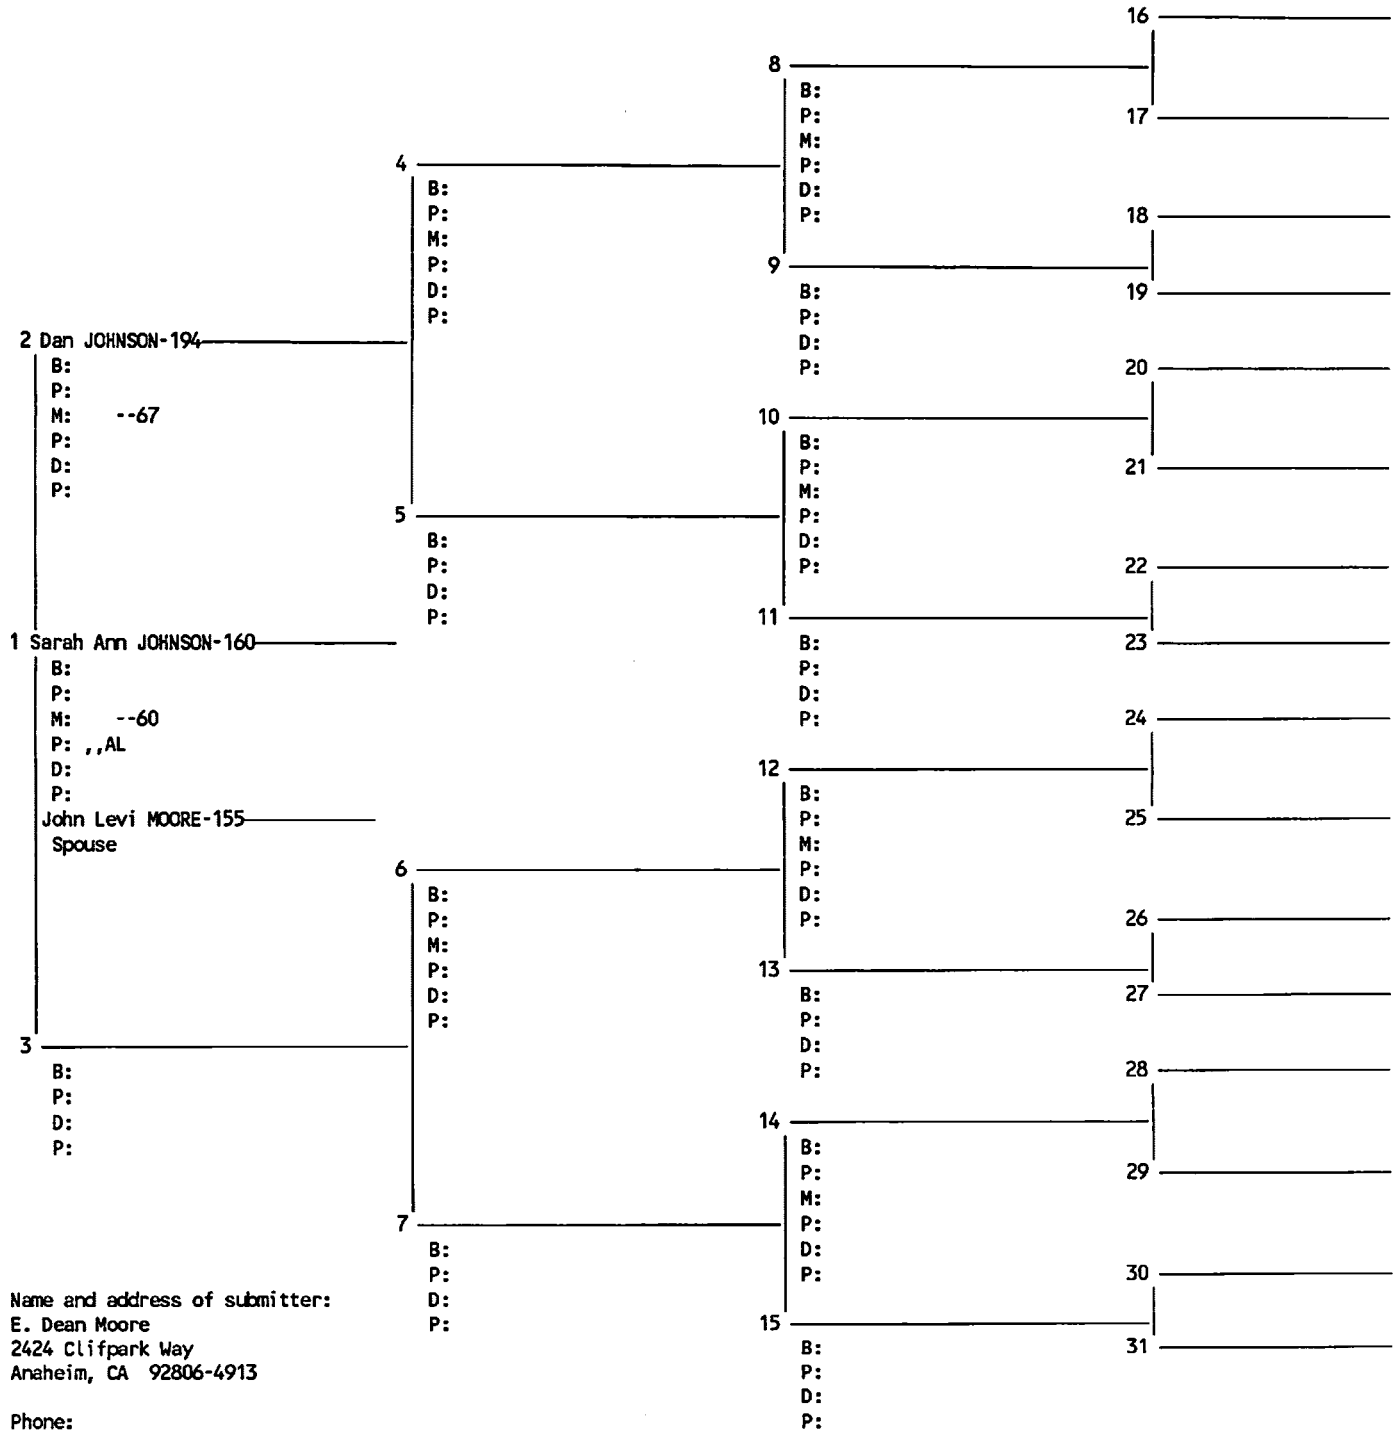 16
8
B:
P:
17
M:
4
P:
B:
D:
P:
P:
18
M:
9
P:
B:
19
D:
P:
P:
D:
2 Dan JOHNSON-194
P:
20
B:
P:
M: --67
10
P:
B:
D:
P:
21
P:
M:
5
P:
B:
D:
P:
P:
22
D:
P:
11
1 Sarah Ann JOHNSON-160
B:
23
B:
P:
P:
D:
M: --60
P:
24
P: ,,AL
D:
12
P:
B:
John Levi MOORE-155
P:
25
Spouse
M:
6
P:
B:
D:
P:
P:
26
M:
13
P:
B:
27
D:
P:
P:
D:
3
P:
28
B:
P:
D:
14
P:
B:
P:
29
M:
7
P:
B:
D:
P:
P:
30
Name and address of submitter:
D:
E. Dean Moore
P:
15
2424 Clifpark Way
B:
31
Anaheim, CA 92806-4913
P:
D:
Phone:
P: